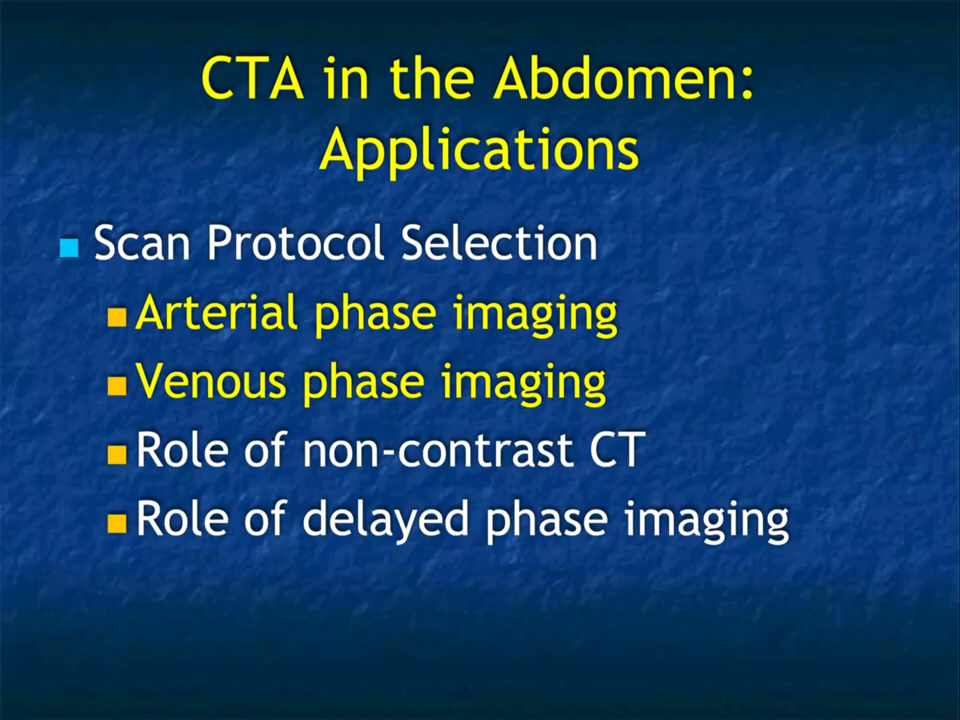 CTA in the Abdomen:
Applications
Scan Protocol Selection
Arterial phase imaging
Venous phase imaging
Role of non-contrast CT
Role of delayed phase imaging